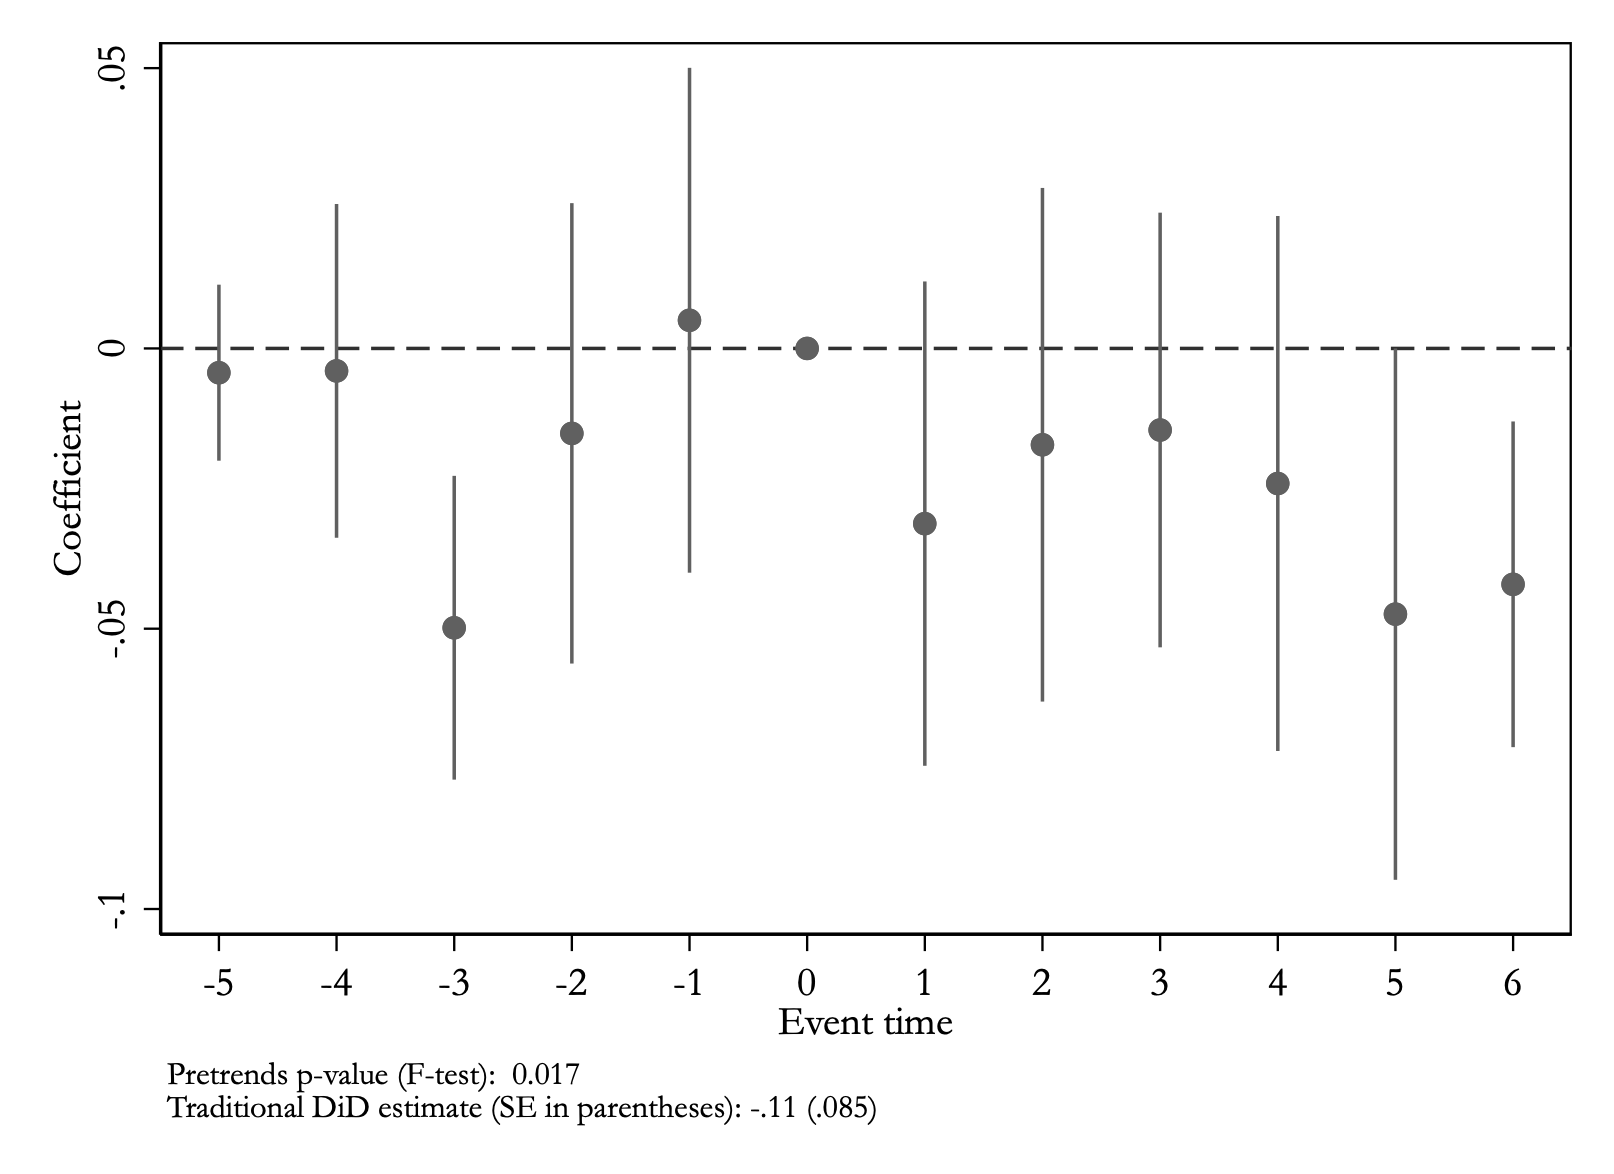 .05
0
-.05
-.1
Coefficient
-5 -4 -3 -2 -1 0 1 2 3 4 5 6
Event time
Pretrends p-value (F-test): 0.017
Traditional DiD estimate (SE in parentheses): -.11 (.085)